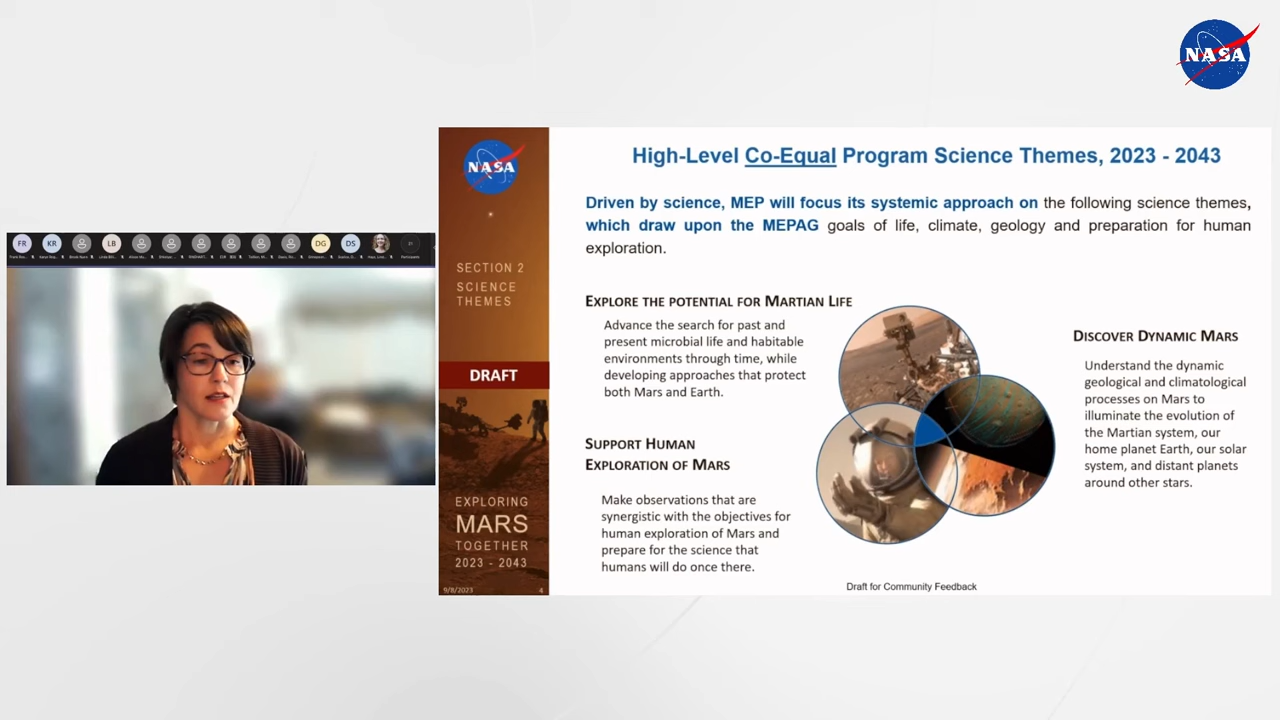 NASA
FR KR LB DG DS
NASA
SECTION 2
SCIENCE
THEMES
DRAFT
EXPLORING
MARS
TOGETHER
2023 - 2043
9/8/2023 4
High-Level Co-Equal Program Science Themes, 2023 - 2043
Driven by science, MEP will focus its systemic approach on the following science themes,
which draw upon the MEPAG goals of life, climate, geology and preparation for human
exploration.
EXPLORE THE POTENTIAL FOR MARTIAN LIFE
Advance the search for past and
present microbial life and habitable
environments through time, while
developing approaches that protect
both Mars and Earth.
SUPPORT HUMAN
EXPLORATION OF MARS
Make observations that are
synergistic with the objectives for
human exploration of Mars and
prepare for the science that
humans will do once there.
DISCOVER DYNAMIC MARS
Understand the dynamic
geological and climatological
processes on Mars to
illuminate the evolution of
the Martian system, our
home planet Earth, our solar
system, and distant planets
around other stars.
Draft for Community Feedback